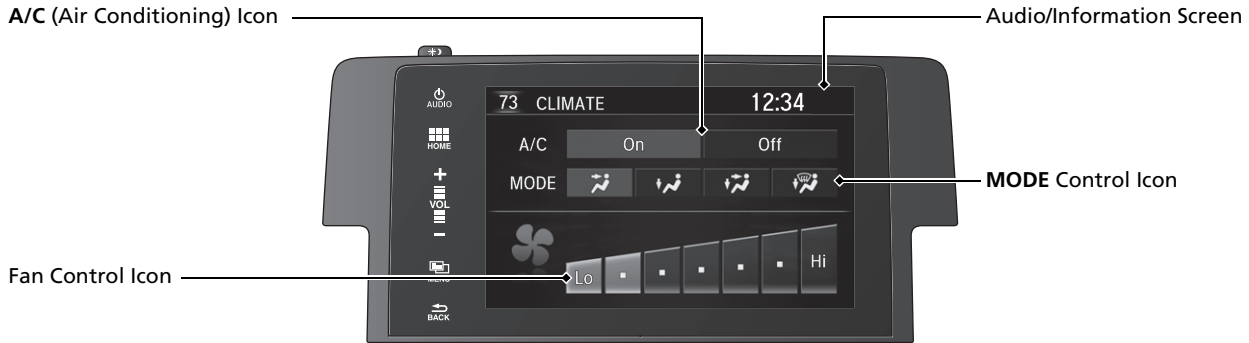 A/C (Air Conditioning) Icon
Audio/Information Screen
AUDIO
73 CLIMATE 12:34
HOME
A/C On Off
MODE
MODE Control Icon
+
VOL
-
Fan Control Icon
Lo Hi
MENU
BACK